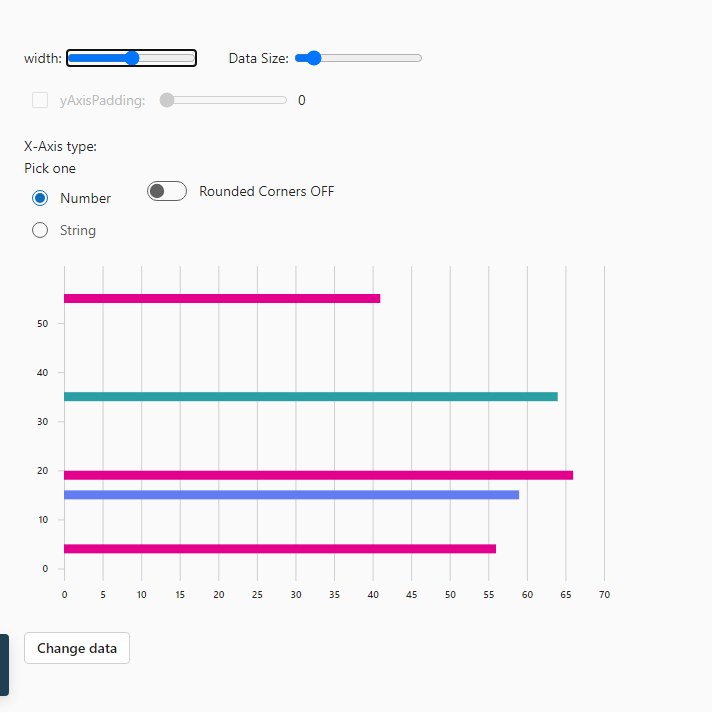 width: Data Size:
yAxisPadding: 0
X-Axis type:
Pick one
Number
Rounded Corners OFF
String
50
40
30
20
10
0
0 5 10 15 20 25 30 35 40 45 50 55 60 65 70
Change data